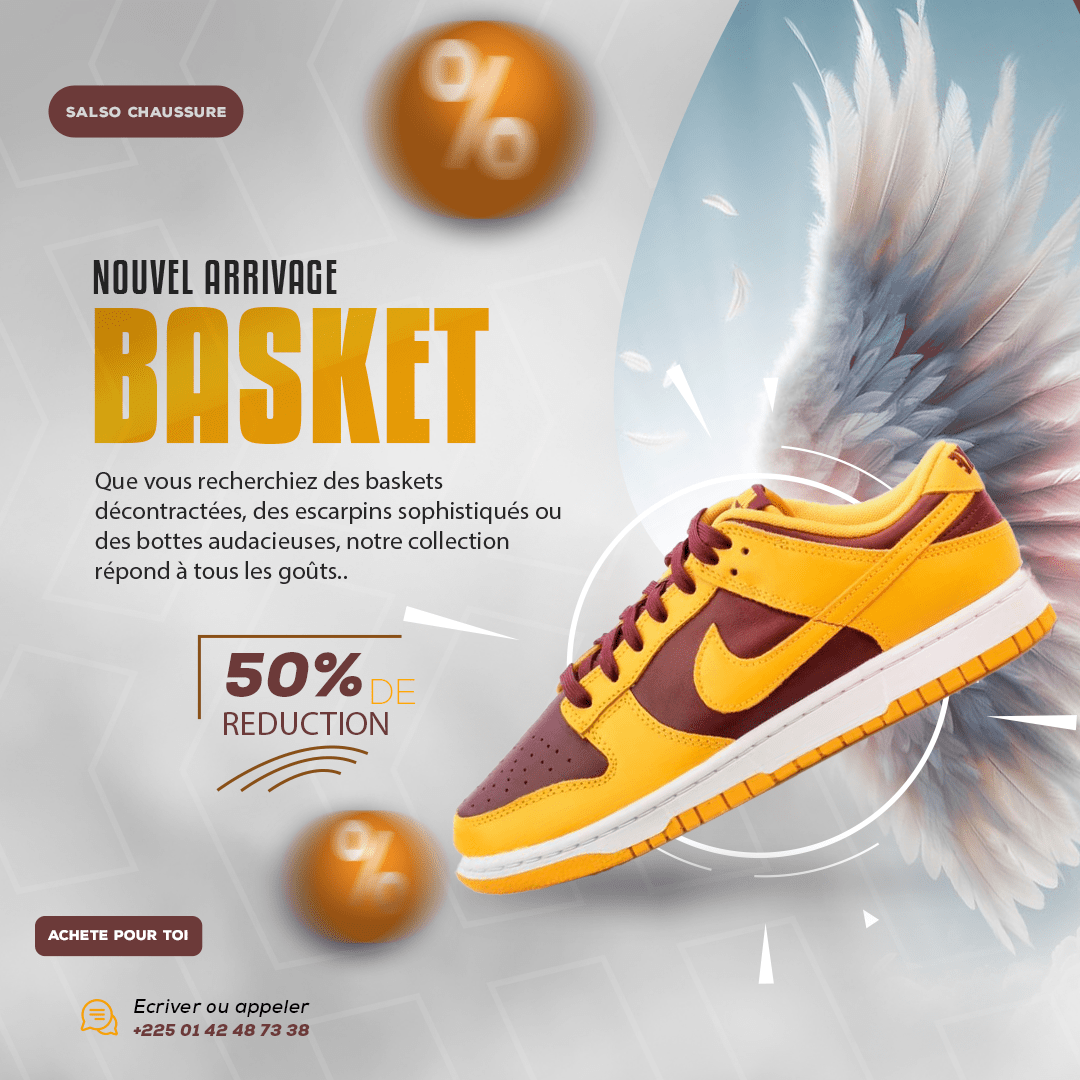 SALSO CHAUSSURE
%
NOUVEL ARRIVAGE
BASKET
Que vous recherchiez des baskets
décontractées, des escarpins sophistiqués ou
des bottes audacieuses, notre collection
répond à tous les goûts..
50% DE
REDUCTION
%
ACHETE POUR TOI
Ecriver ou appeler
+225 01 42 48 73 38